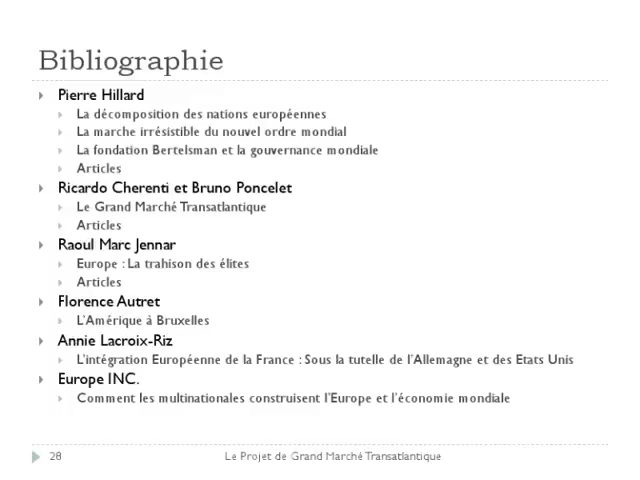 Bibliographie
Pierre Hillard
La décomposition des nations européennes
La marche irrésistible du nouvel ordre mondial
La fondation Bertelsman et la gouvernance mondiale
Articles
Ricardo Cherenti et Bruno Poncelet
Le Grand Marché Transatlantique
Articles
Raoul Marc Jennar
Europe : La trahison des élites
Articles
Florence Autret
L'Amérique à Bruxelles
Annie Lacroix-Riz
L'intégration Européenne de la France : Sous la tutelle de l'Allemagne et des Etats Unis
Europe INC.
Comment les multinationales construisent l'Europe et l'économie mondiale
28 Le Projet de Grand Marché Transatlantique